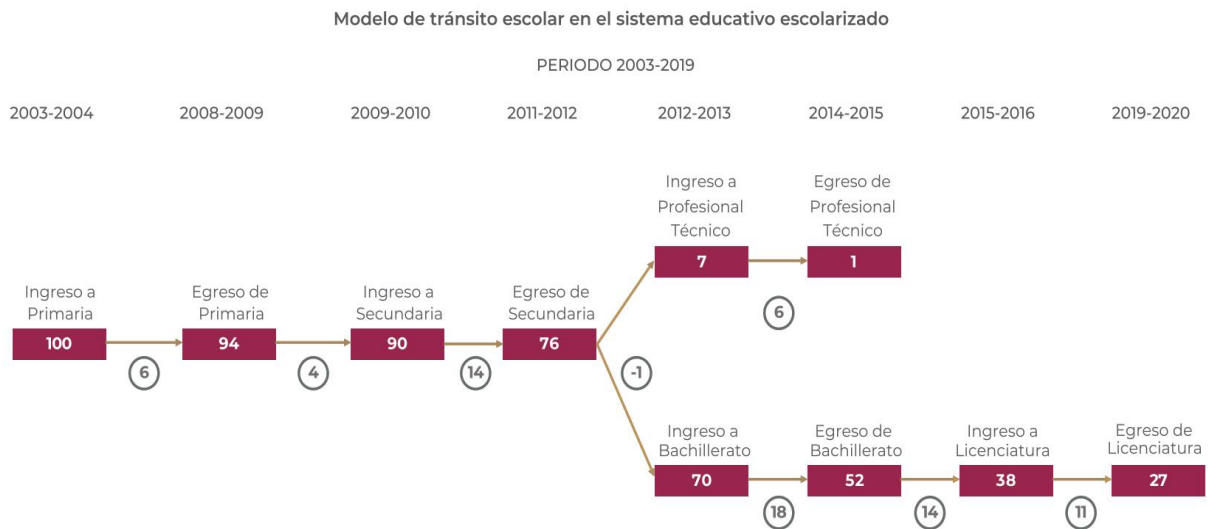 Modelo de tránsito escolar en el sistema educativo escolarizado
PERIODO 2003-2019
2003-2004 2008-2009 2009-2010 2011-2012 2012-2013 2014-2015 2015-2016 2019-2020
Ingreso a
Profesional
Técnico
7
Egreso de
Profesional
Técnico
1
6
Ingreso a
Primaria
100
6
Egreso de
Primaria
94
4
Ingreso a
Secundaria
90
14
Egreso de
Secundaria
76
-1
Ingreso a
Bachillerato
70
18
Egreso de
Bachillerato
52
14
Ingreso a
Licenciatura
38
11
Egreso de
Licenciatura
27